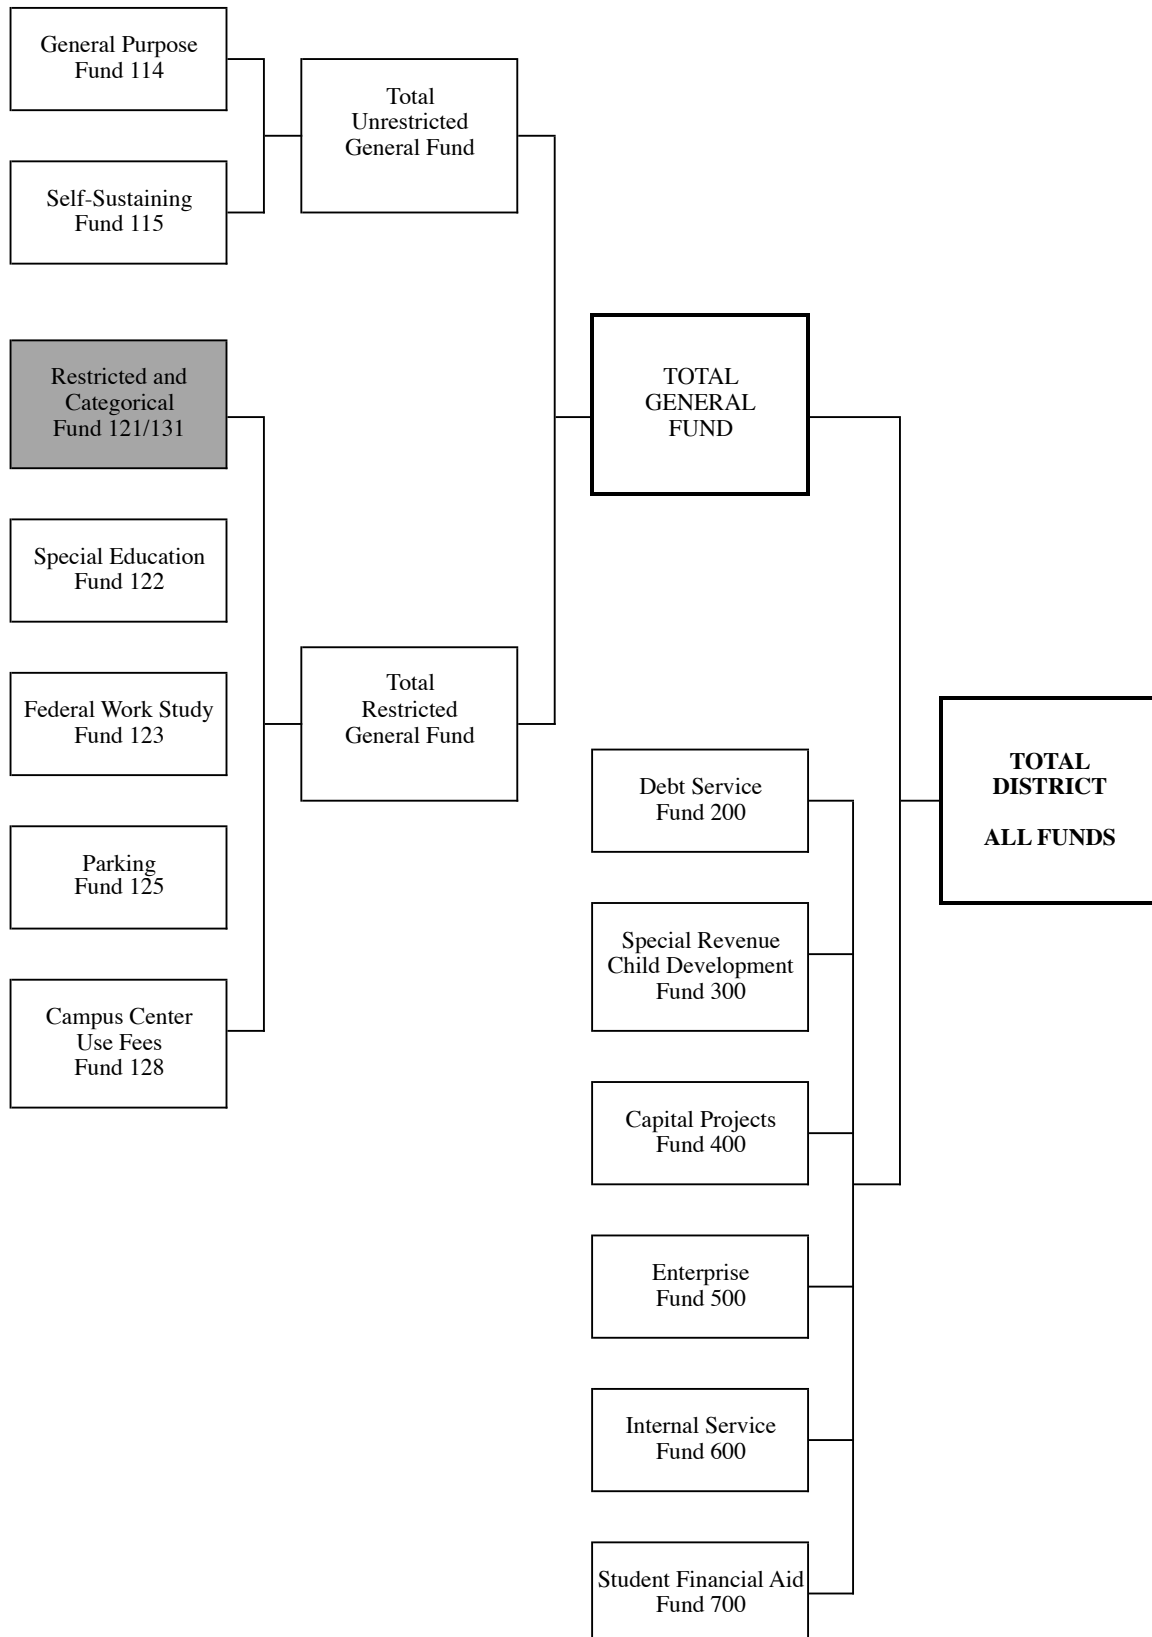 General Purpose
Fund 114
Self-Sustaining
Fund 115
Restricted and
Categorical
Fund 121/131
Special Education
Fund 122
Federal Work Study
Fund 123
Parking
Fund 125
Campus Center
Use Fees
Fund 128
Total
Unrestricted
General Fund
Total
Restricted
General Fund
TOTAL
GENERAL
FUND
Debt Service
Fund 200
Special Revenue
Child Development
Fund 300
Capital Projects
Fund 400
Enterprise
Fund 500
Internal Service
Fund 600
Student Financial Aid
Fund 700
TOTAL
DISTRICT
ALL FUNDS